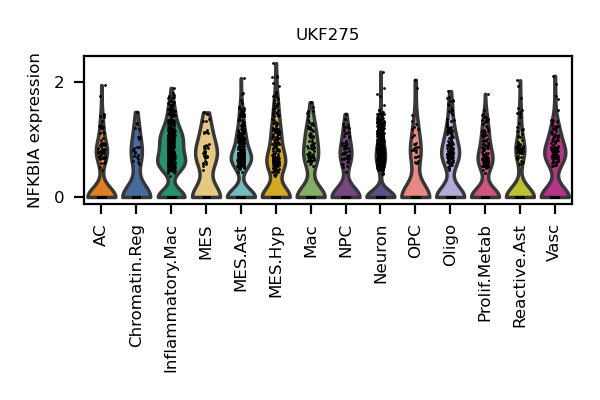 UKF275
NFKBIA expression
2
0
AC
Chromatin.Reg
Inflammatory.Mac
MES
MES.Ast
MES.Hyp
Mac
NPC
Neuron
OPC
Oligo
Prolif.Metab
Reactive.Ast
Vasc